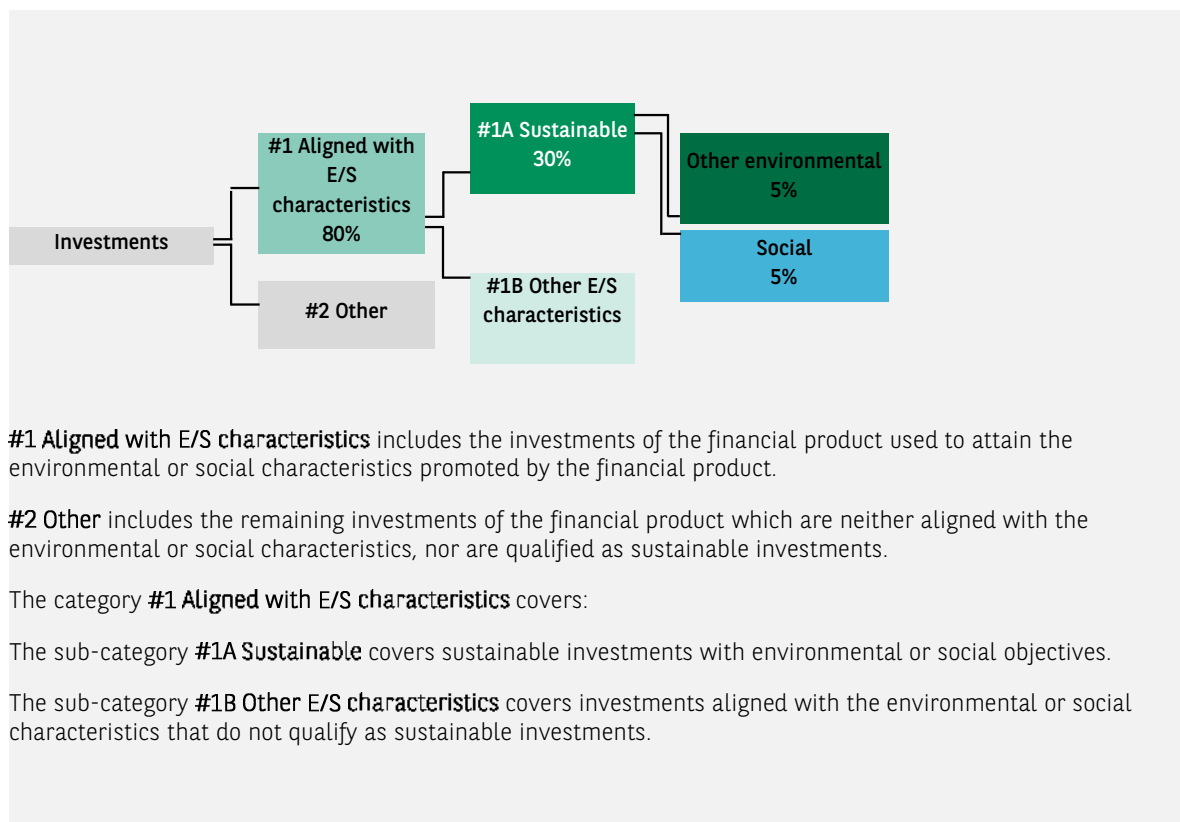 #1A Sustainable
30%
#1 Aligned with
E/S
characteristics
80%
Other environmental
5%
Investments
Social
5%
#1B Other E/S
characteristics
#2 Other
#1 Aligned with E/S characteristics includes the investments of the financial product used to attain the
environmental or social characteristics promoted by the financial product.
#2 Other includes the remaining investments of the financial product which are neither aligned with the
environmental or social characteristics, nor are qualified as sustainable investments.
The category #1 Aligned with E/S characteristics covers:
The sub-category #1A Sustainable covers sustainable investments with environmental or social objectives.
The sub-category #1B Other E/S characteristics covers investments aligned with the environmental or social
characteristics that do not qualify as sustainable investments.